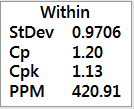 Within
StDev 0.9706
Cp 1.20
Cpk 1.13
PPM 420.91